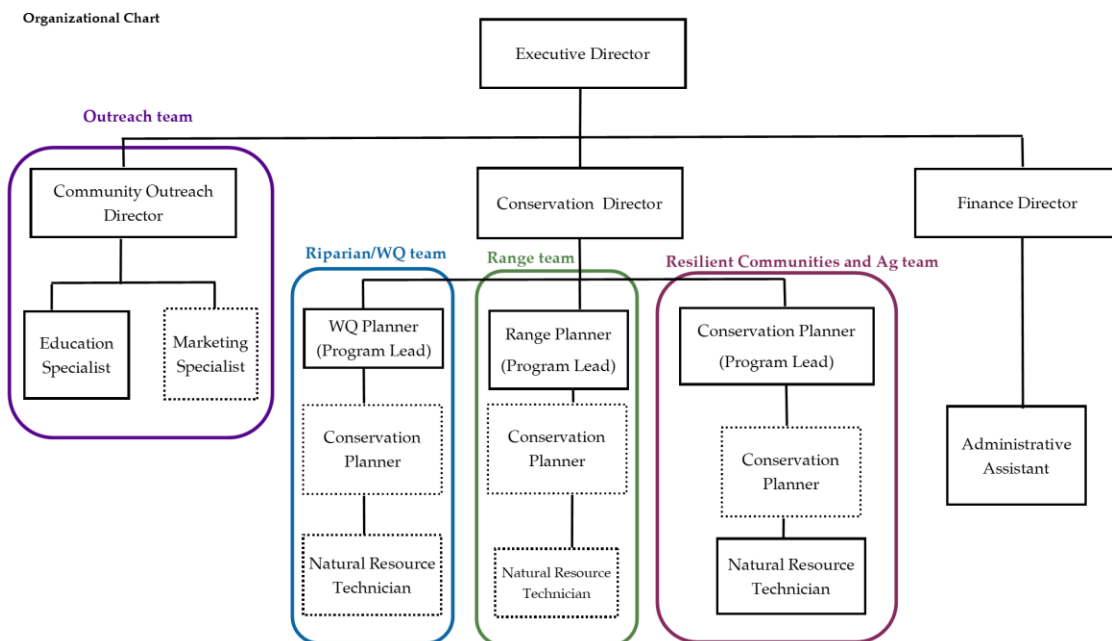 Organizational Chart
Executive Director
Outreach team
Community Outreach
Director
Conservation Director
Finance Director
Riparian/WQ team
Range team
Resilient Communities and Ag team
Education
Specialist
Marketing
Specialist
WQ Planner
(Program Lead)
Range Planner
(Program Lead)
Conservation Planner
(Program Lead)
Conservation
Planner
Conservation
Planner
Conservation
Planner
Administrative
Assistant
Natural Resource
Technician
Natural Resource
Technician
Natural Resource
Technician